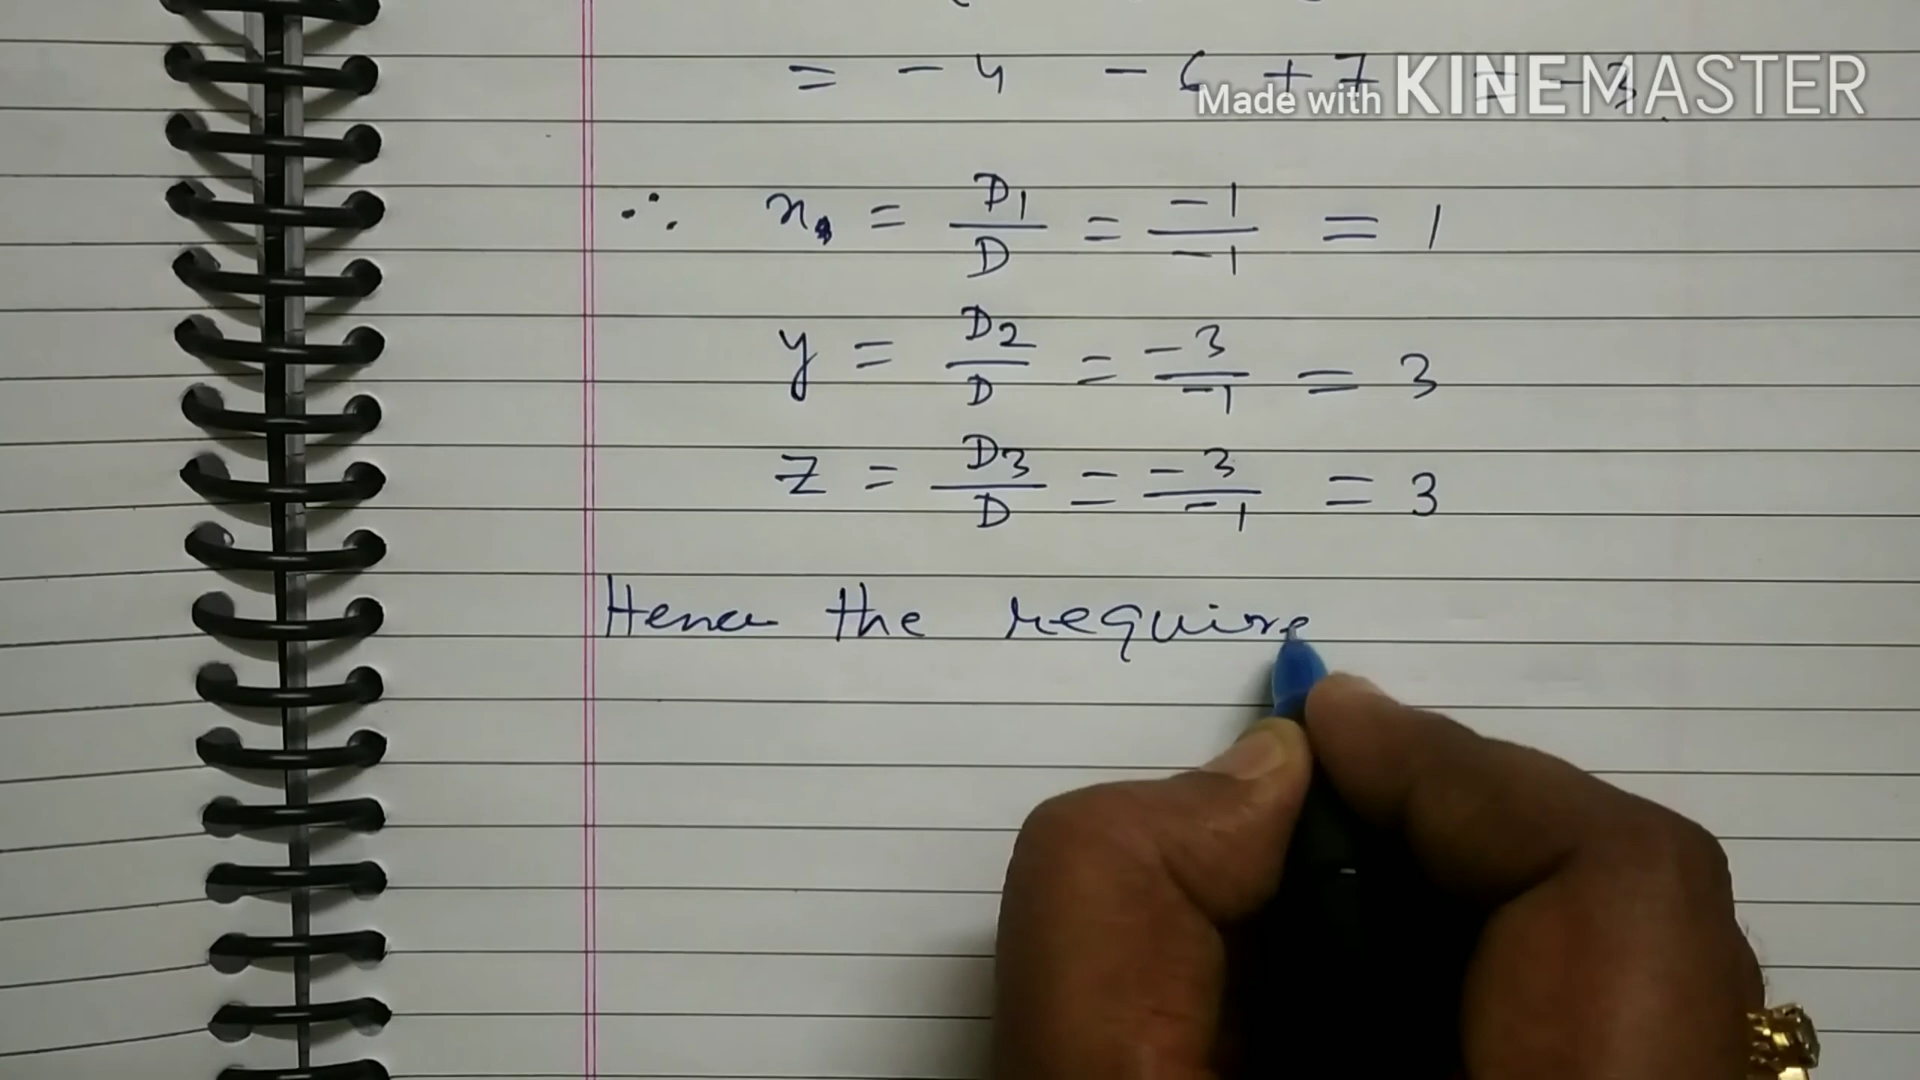 = - 4 - 6 + 7 = -3
Made with KINEMASTER
∴ x = D1/D = -1/-1 = 1
y = D2/D = -3/-1 = 3
z = D3/D = -3/-1 = 3
Hence the require